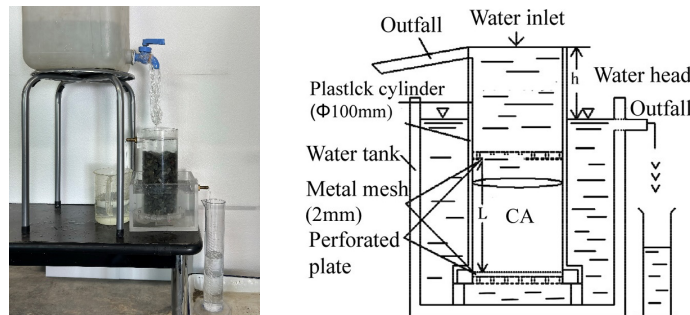 Water inlet
Outfall
h
Plastlck cylinder
(Φ100mm)
Water head
Outfall
Water tank
Metal mesh
(2mm)
L
CA
Perforated
plate